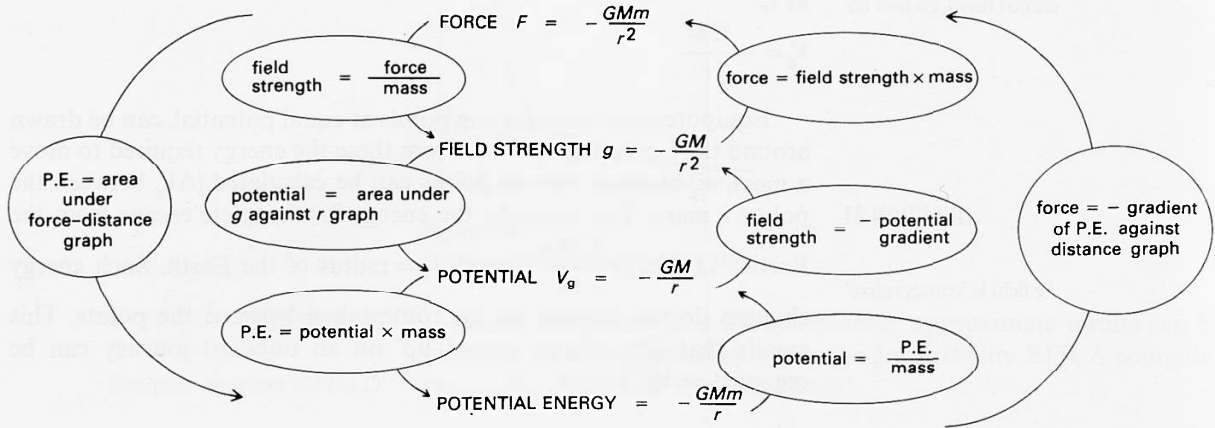 FORCE F = - GMm / r²
field strength = force / mass
force = field strength × mass
FIELD STRENGTH g = - GM / r²
P.E. = area
under
force-distance
graph
potential = area under
g against r graph
field strength = potential gradient
force = - gradient
of P.E. against
distance graph
POTENTIAL Vg = - GM / r
P.E. = potential × mass
potential = P.E. / mass
POTENTIAL ENERGY = - GMm / r